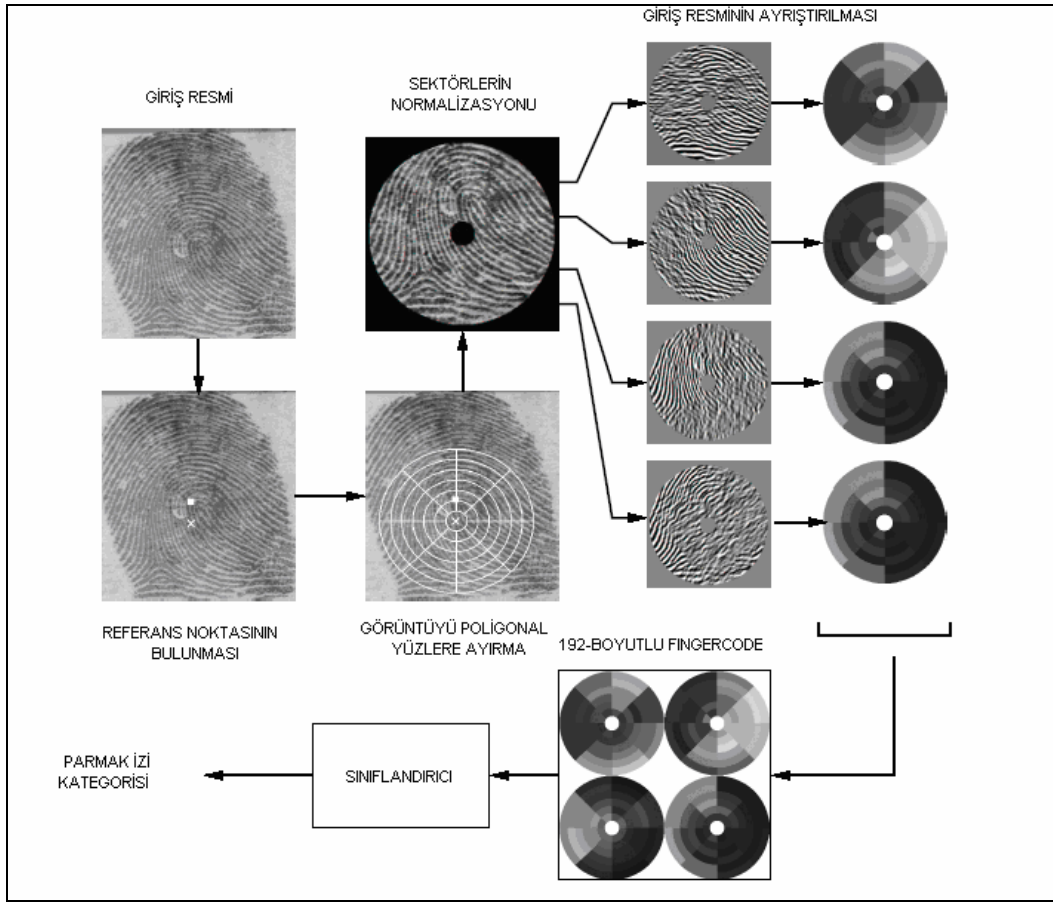 GİRİŞ RESMİNİN AYRIŞTIRILMASI
GİRİŞ RESMİ
SEKTÖRLERİN
NORMALİZASYONU
REFERANS NOKTASININ
BULUNMASI
GÖRÜNTÜYÜ POLİGONAL
YÜZLERE AYIRMA
192-BOYUTLU FINGERCODE
SINIFLANDIRICI
PARMAK İZİ
KATEGORİSİ